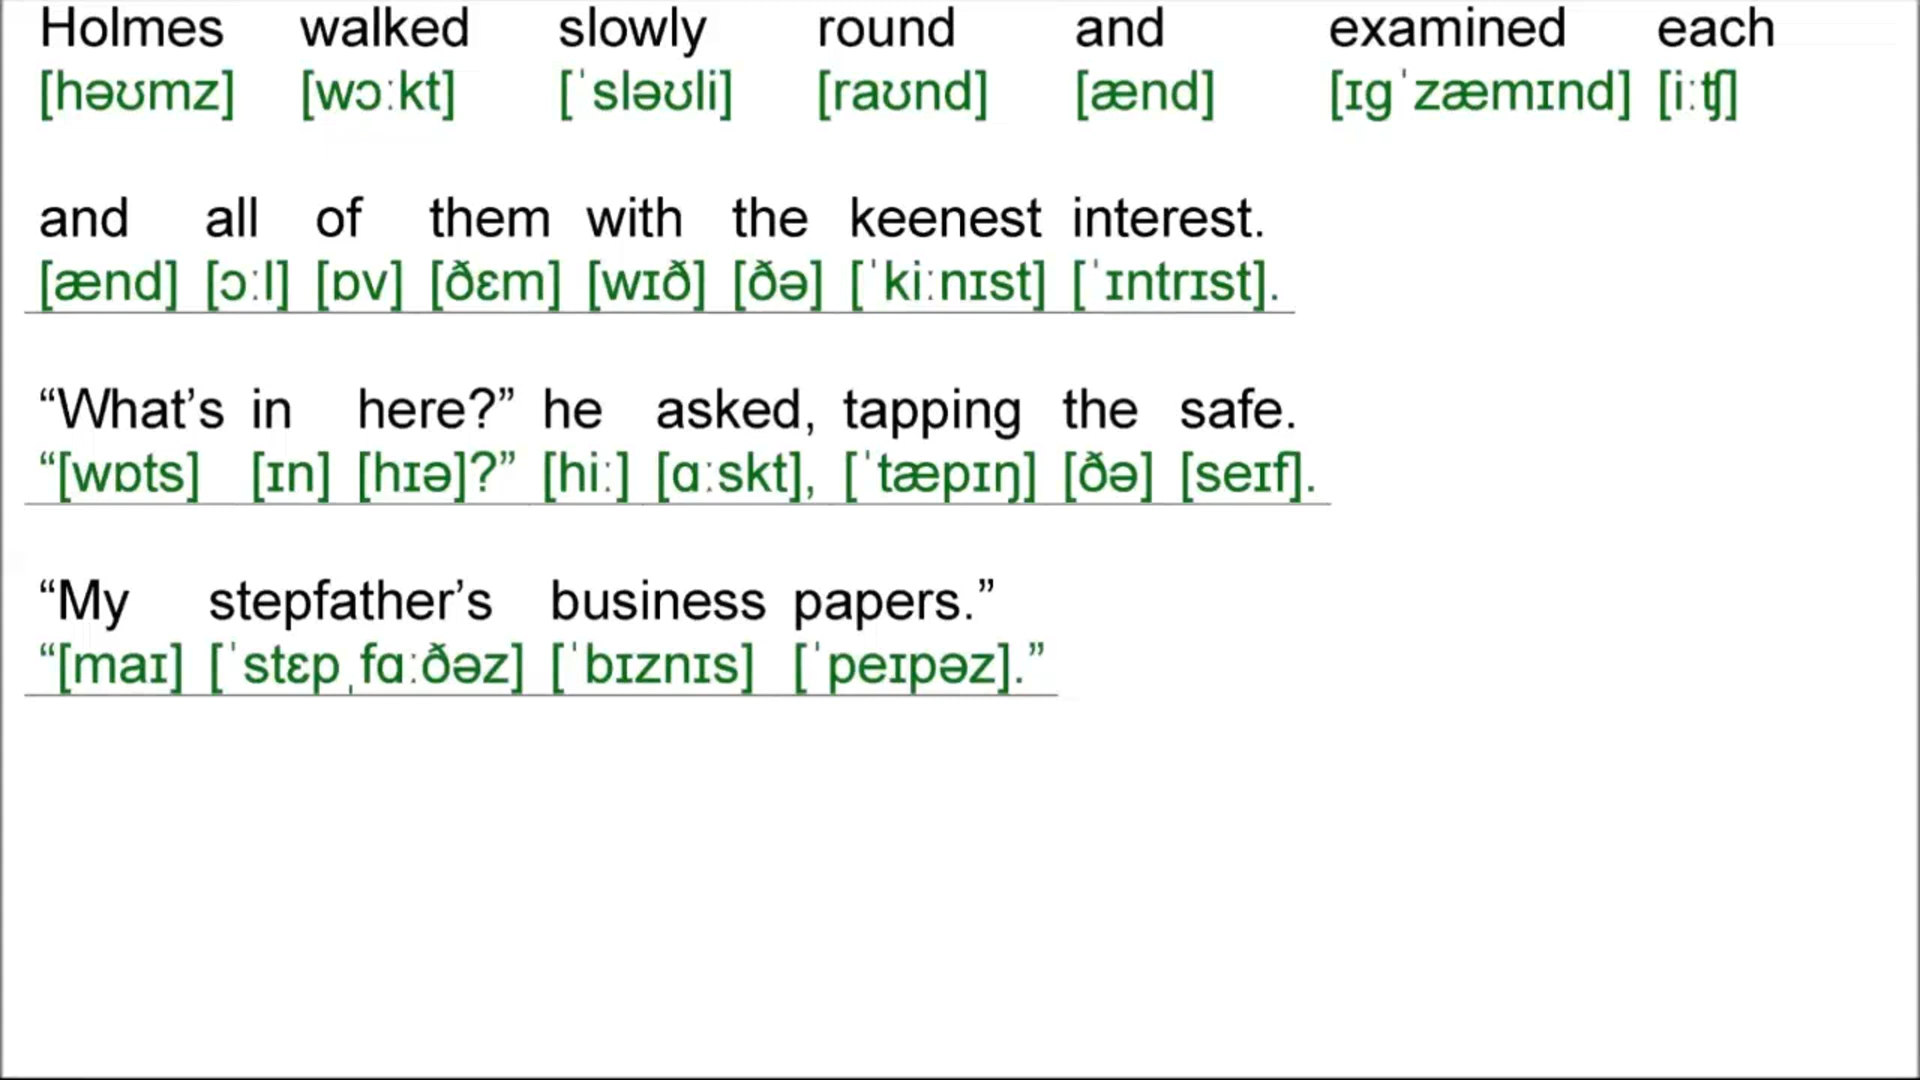 Holmes walked slowly round and examined each
[həʊmz] [wɔːkt] [ˈsləʊli] [raʊnd] [ænd] [ɪgˈzæmɪnd] [iːʧ]
and all of them with the keenest interest.
[ænd] [ɔːl] [ɒv] [ðɛm] [wɪð] [ðə] [ˈkiːnɪst] [ˈɪntrɪst].
“What’s in here?” he asked, tapping the safe.
“[wɒts] [ɪn] [hɪə]?” [hiː] [ɑːskt], [ˈtæpɪŋ] [ðə] [seɪf].
“My stepfather’s business papers.”
“[maɪ] [ˈstɛpˌfɑːðəz] [ˈbɪznɪs] [ˈpeɪpəz].”